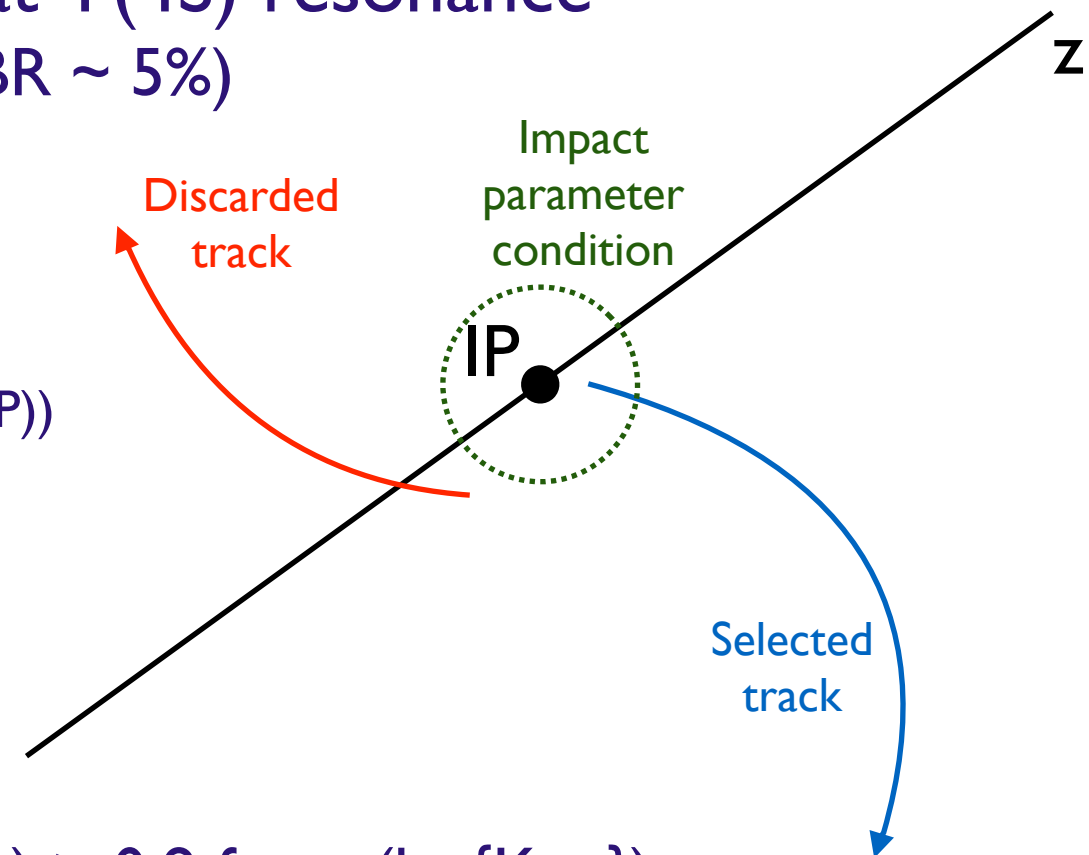 BR ~ 5%)
z
Impact
parameter
condition
Discarded
track
IP
P))
Selected
track